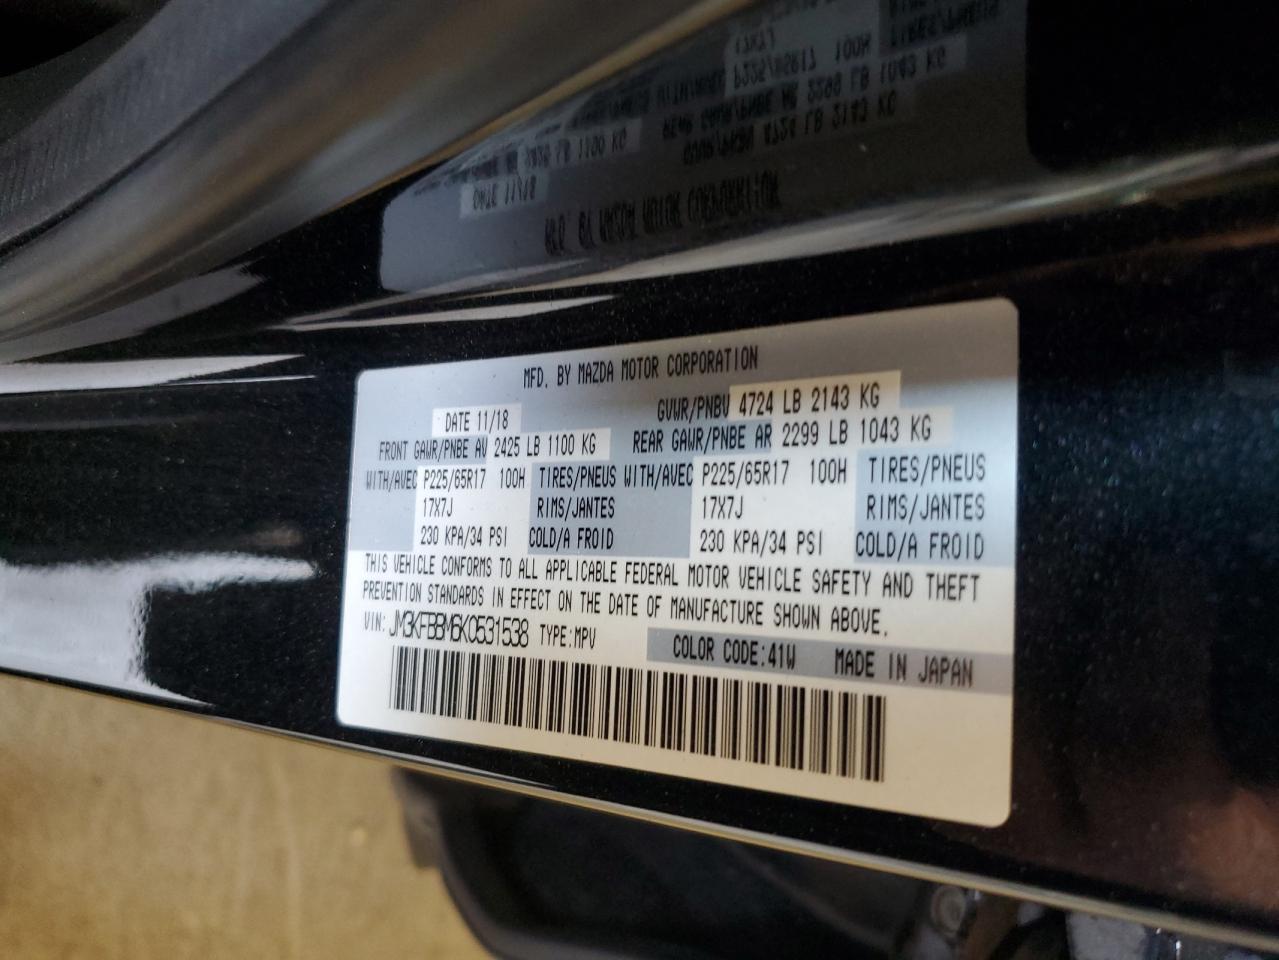 MFD. BY MAZDA MOTOR CORPORATION
DATE 11/18 GVWR/PNBV 4724 LB 2143 KG
FRONT GAWR/PNBE AV 2425 LB 1100 KG REAR GAWR/PNBE AR 2299 LB 1043 KG
WITH/AVEC P225/65R17 100H TIRES/PNEUS WITH/AVEC P225/65R17 100H TIRES/PNEUS
17X7J RIMS/JANTES 17X7J RIMS/JANTES
230 KPA/34 PSI COLD/A FROID 230 KPA/34 PSI COLD/A FROID
THIS VEHICLE CONFORMS TO ALL APPLICABLE FEDERAL MOTOR VEHICLE SAFETY AND THEFT
PREVENTION STANDARDS IN EFFECT ON THE DATE OF MANUFACTURE SHOWN ABOVE.
VIN: JM3KFBBM6K0531538 TYPE:MPV COLOR CODE:41W MADE IN JAPAN